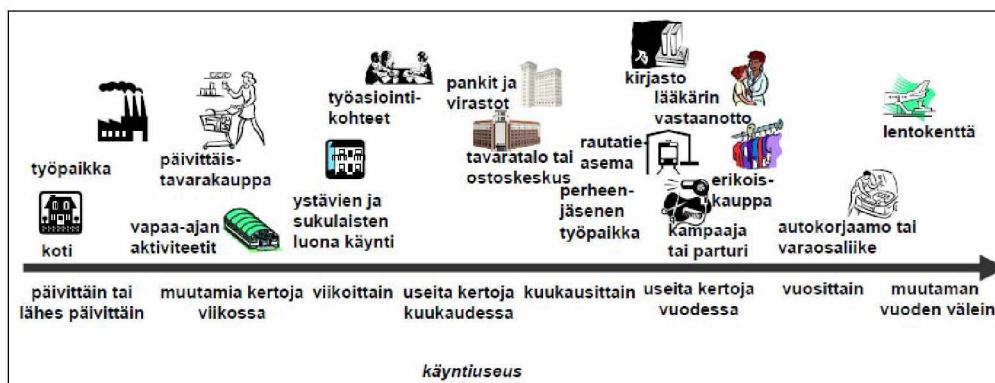 työpaikka
koti
päivittäis-
tavarakauppa
vapaa-ajan
aktiviteetit
työasiointi-
kohteet
ystävien ja
sukulaisten
luona käynti
pankit ja
virastot
tavaratalo tai
ostoskeskus
perheen-
jäsenen
työpaikka
kirjasto
lääkärin
vastaanotto
rautatie-
asema
erikois-
kauppa
kampaaja
tai parturi
autokorjaamo tai
varaosaliike
lentokenttä
päivittäin tai
lähes päivittäin
muutamia kertoja
viikossa
viikoittain
useita kertoja
kuukaudessa
kuukausittain
useita kertoja
vuodessa
vuosittain
muutaman
vuoden välein
käyntiuseus